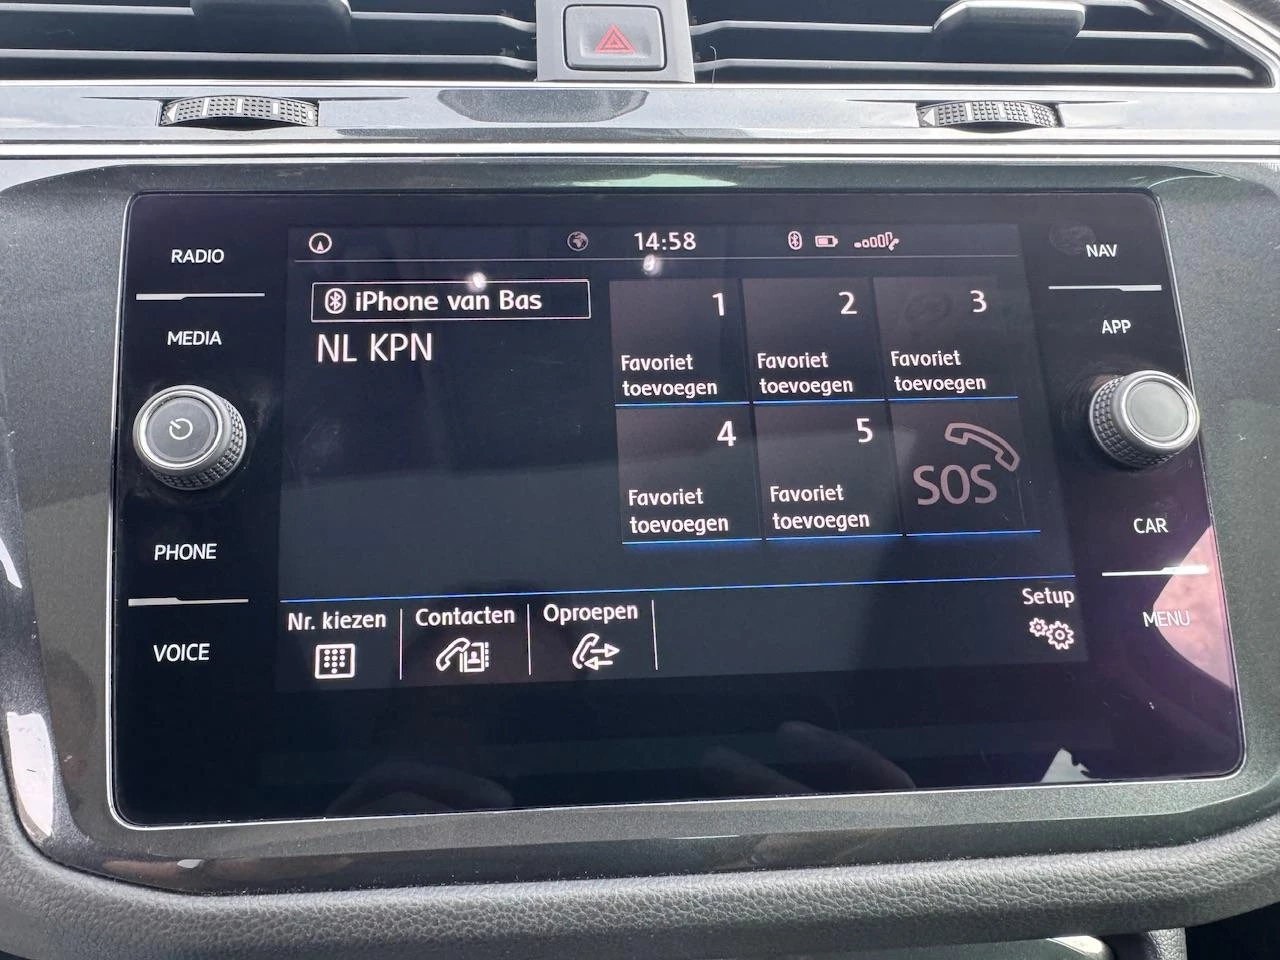 RADIO
MEDIA
PHONE
VOICE
14:58
iPhone van Bas
NL KPN
1
Favoriet
toevoegen
2
Favoriet
toevoegen
3
Favoriet
toevoegen
4
Favoriet
toevoegen
5
Favoriet
toevoegen
SOS
Nr. kiezen
Contacten
Oproepen
Setup
NAV
APP
CAR
MENU